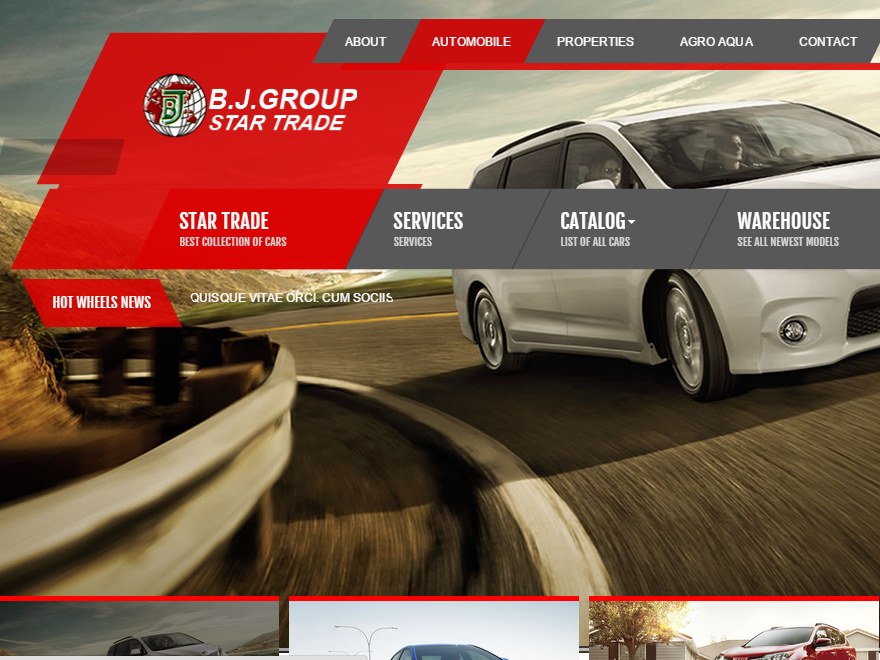 ABOUT AUTOMOBILE PROPERTIES AGRO AQUA CONTACT
BJ
B.J.GROUP
STAR TRADE
STAR TRADE SERVICES CATALOG WAREHOUSE
BEST COLLECTION OF CARS SERVICES LIST OF ALL CARS SEE ALL NEWEST MODELS
HOT WHEELS NEWS QUISQUE VITAE ORCI. CUM SOCIIS